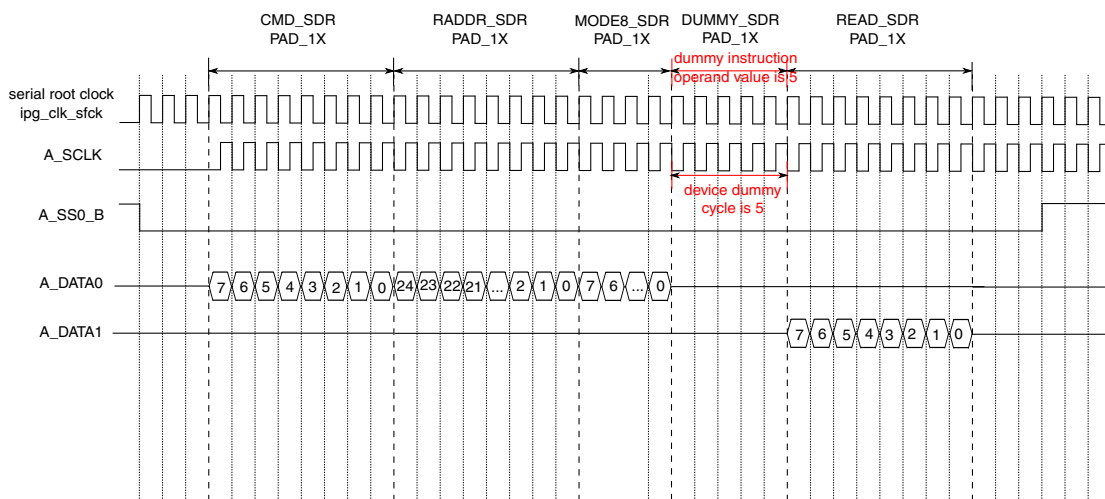 CMD_SDR
PAD_1X
RADDR_SDR
PAD_1X
MODE8_SDR
PAD_1X
DUMMY_SDR
PAD_1X
READ_SDR
PAD_1X
dummy instruction
operand value is 5
serial root clock
ipg_clk_sfck
A_SCLK
device dummy
cycle is 5
A_SS0_B
A_DATA0 7 6 5 4 3 2 1 0 24 23 22 21 ... 2 1 0 7 6 ... 0
A_DATA1 7 6 5 4 3 2 1 0